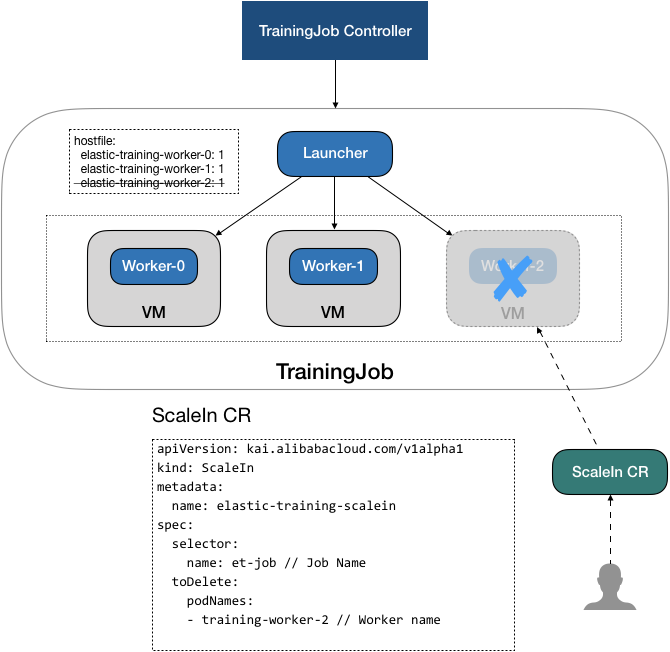 TrainingJob Controller
hostfile:
elastic-training-worker-0: 1
elastic-training-worker-1: 1
elastic-training-worker-2: 1
Launcher
Worker-0
VM
Worker-1
VM
Worker-2
VM
TrainingJob
ScaleIn CR
apiVersion: kai.alibabacloud.com/v1alpha1
kind: ScaleIn
metadata:
  name: elastic-training-scalein
spec:
  selector:
    name: et-job // Job Name
  toDelete:
    podNames:
    - training-worker-2 // Worker name
ScaleIn CR